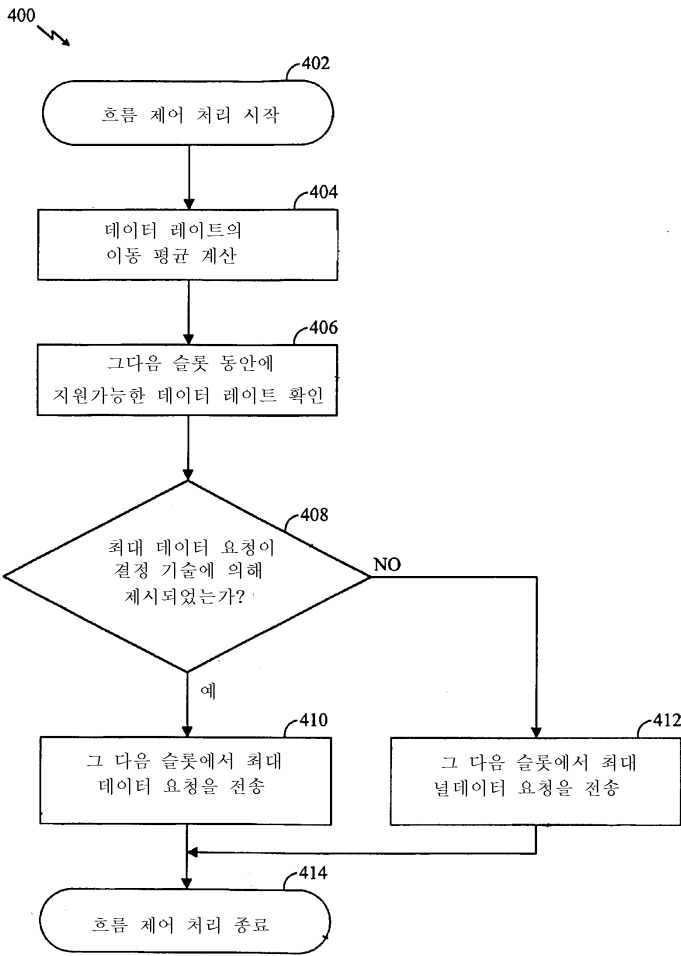 400
402
흐름 제어 처리 시작
404
데이터 레이트의
이동 평균 계산
406
그다음 슬롯 동안에
지원가능한 데이터 레이트 확인
408
최대 데이터 요청이
결정 기술에 의해
제시되었는가?
NO
예
410
그 다음 슬롯에서 최대
데이터 요청을 전송
412
그 다음 슬롯에서 최대
널데이터 요청을 전송
414
흐름 제어 처리 종료